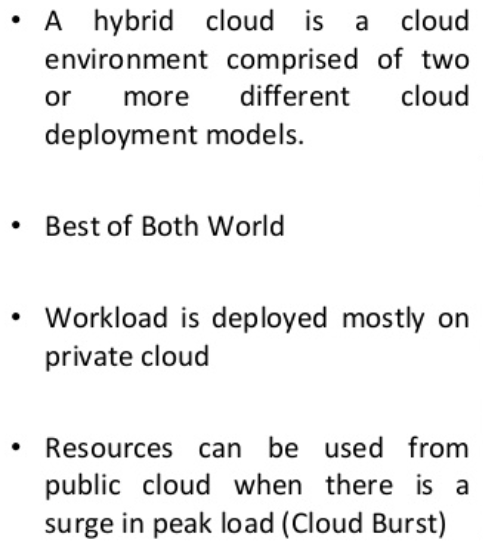 • A hybrid cloud is a cloud
environment comprised of two
or more different cloud
deployment models.
• Best of Both World
• Workload is deployed mostly on
private cloud
• Resources can be used from
public cloud when there is a
surge in peak load (Cloud Burst)